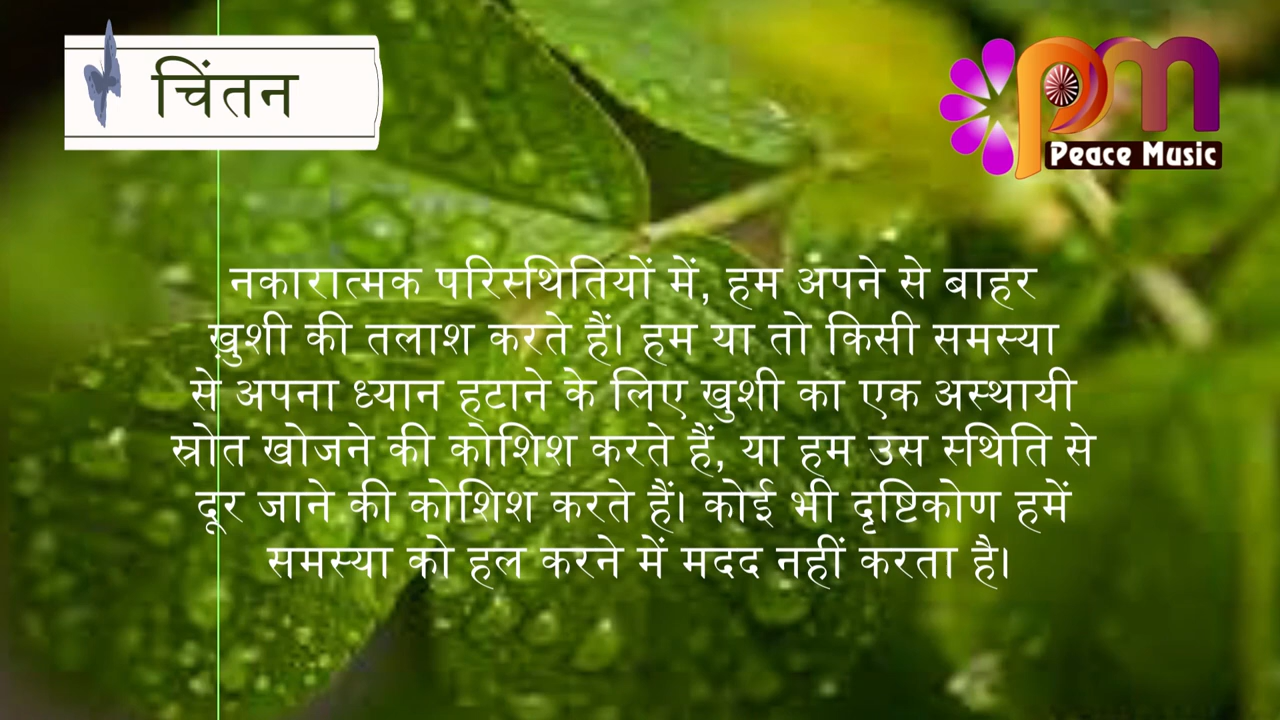 चिंतन
pm
Peace Music
नकारात्मक परिस्थितियों में, हम अपने से बाहर
ख़ुशी की तलाश करते हैं। हम या तो किसी समस्या
से अपना ध्यान हटाने के लिए खुशी का एक अस्थायी
स्रोत खोजने की कोशिश करते हैं, या हम उस स्थिति से
दूर जाने की कोशिश करते हैं। कोई भी दृष्टिकोण हमें
समस्या को हल करने में मदद नहीं करता है।